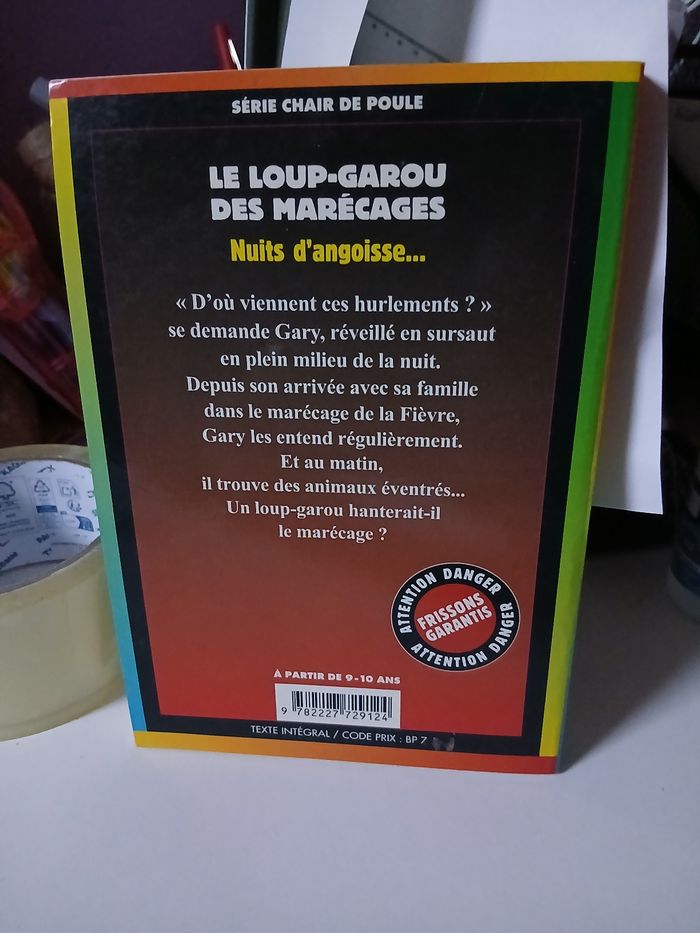 SÉRIE CHAIR DE POULE
LE LOUP-GAROU
DES MARÉCAGES
Nuits d'angoisse...
« D'où viennent ces hurlements ? »
se demande Gary, réveillé en sursaut
en plein milieu de la nuit.
Depuis son arrivée avec sa famille
dans le marécage de la Fièvre,
Gary les entend régulièrement.
Et au matin,
il trouve des animaux éventrés...
Un loup-garou hanterait-il
le marécage ?
ATTENTION DANGER
FRISSONS
GARANTIS
ATTENTION DANGER
À PARTIR DE 9-10 ANS
9 782227 729124
TEXTE INTÉGRAL / CODE PRIX : BP 7